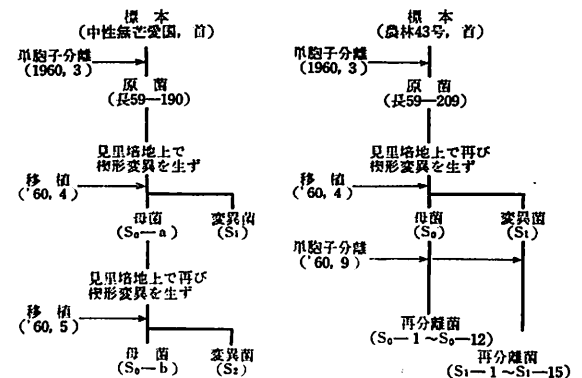 標本
(中性無芒愛国, 首)
単胞子分離
(1960, 3)
原菌
(長59—190)
見里培地上で
楔形変異を生ず
移植
('60, 4)
母菌
(S₀—a)
変異菌
(S₁)
見里培地上で再び
楔形変異を生ず
移植
('60, 5)
母菌
(S₀—b)
変異菌
(S₂)
標本
(農林43号, 首)
単胞子分離
(1960, 3)
原菌
(長59—209)
見里培地上で再び
楔形変異を生ず
移植
('60, 4)
母菌
(S₀)
変異菌
(S₁)
単胞子分離
('60, 9)
再分離菌
(S₀—1～S₀—12)
再分離菌
(S₁—1～S₁—15)